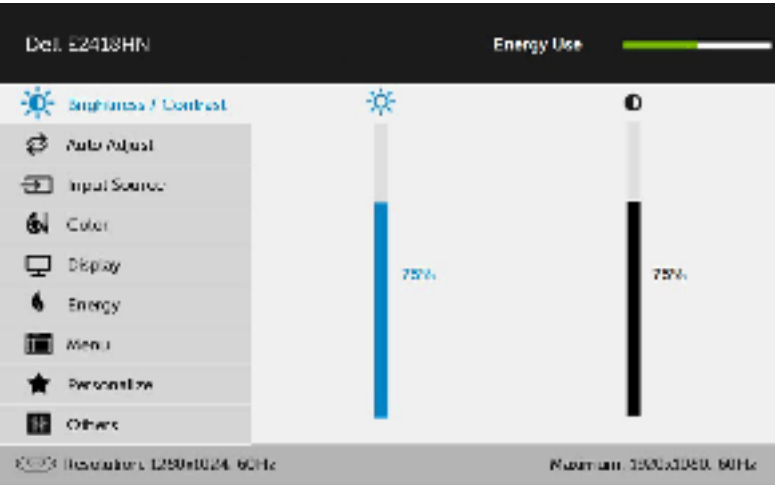 Dell E2418HN
Energy Use
Brightness / Contrast
Auto Adjust
Input Source
Color
Display
Energy
Menu
Personalize
Others
75%
75%
Resolution: 1280x1024, 60Hz
Maximum: 1920x1080, 60Hz